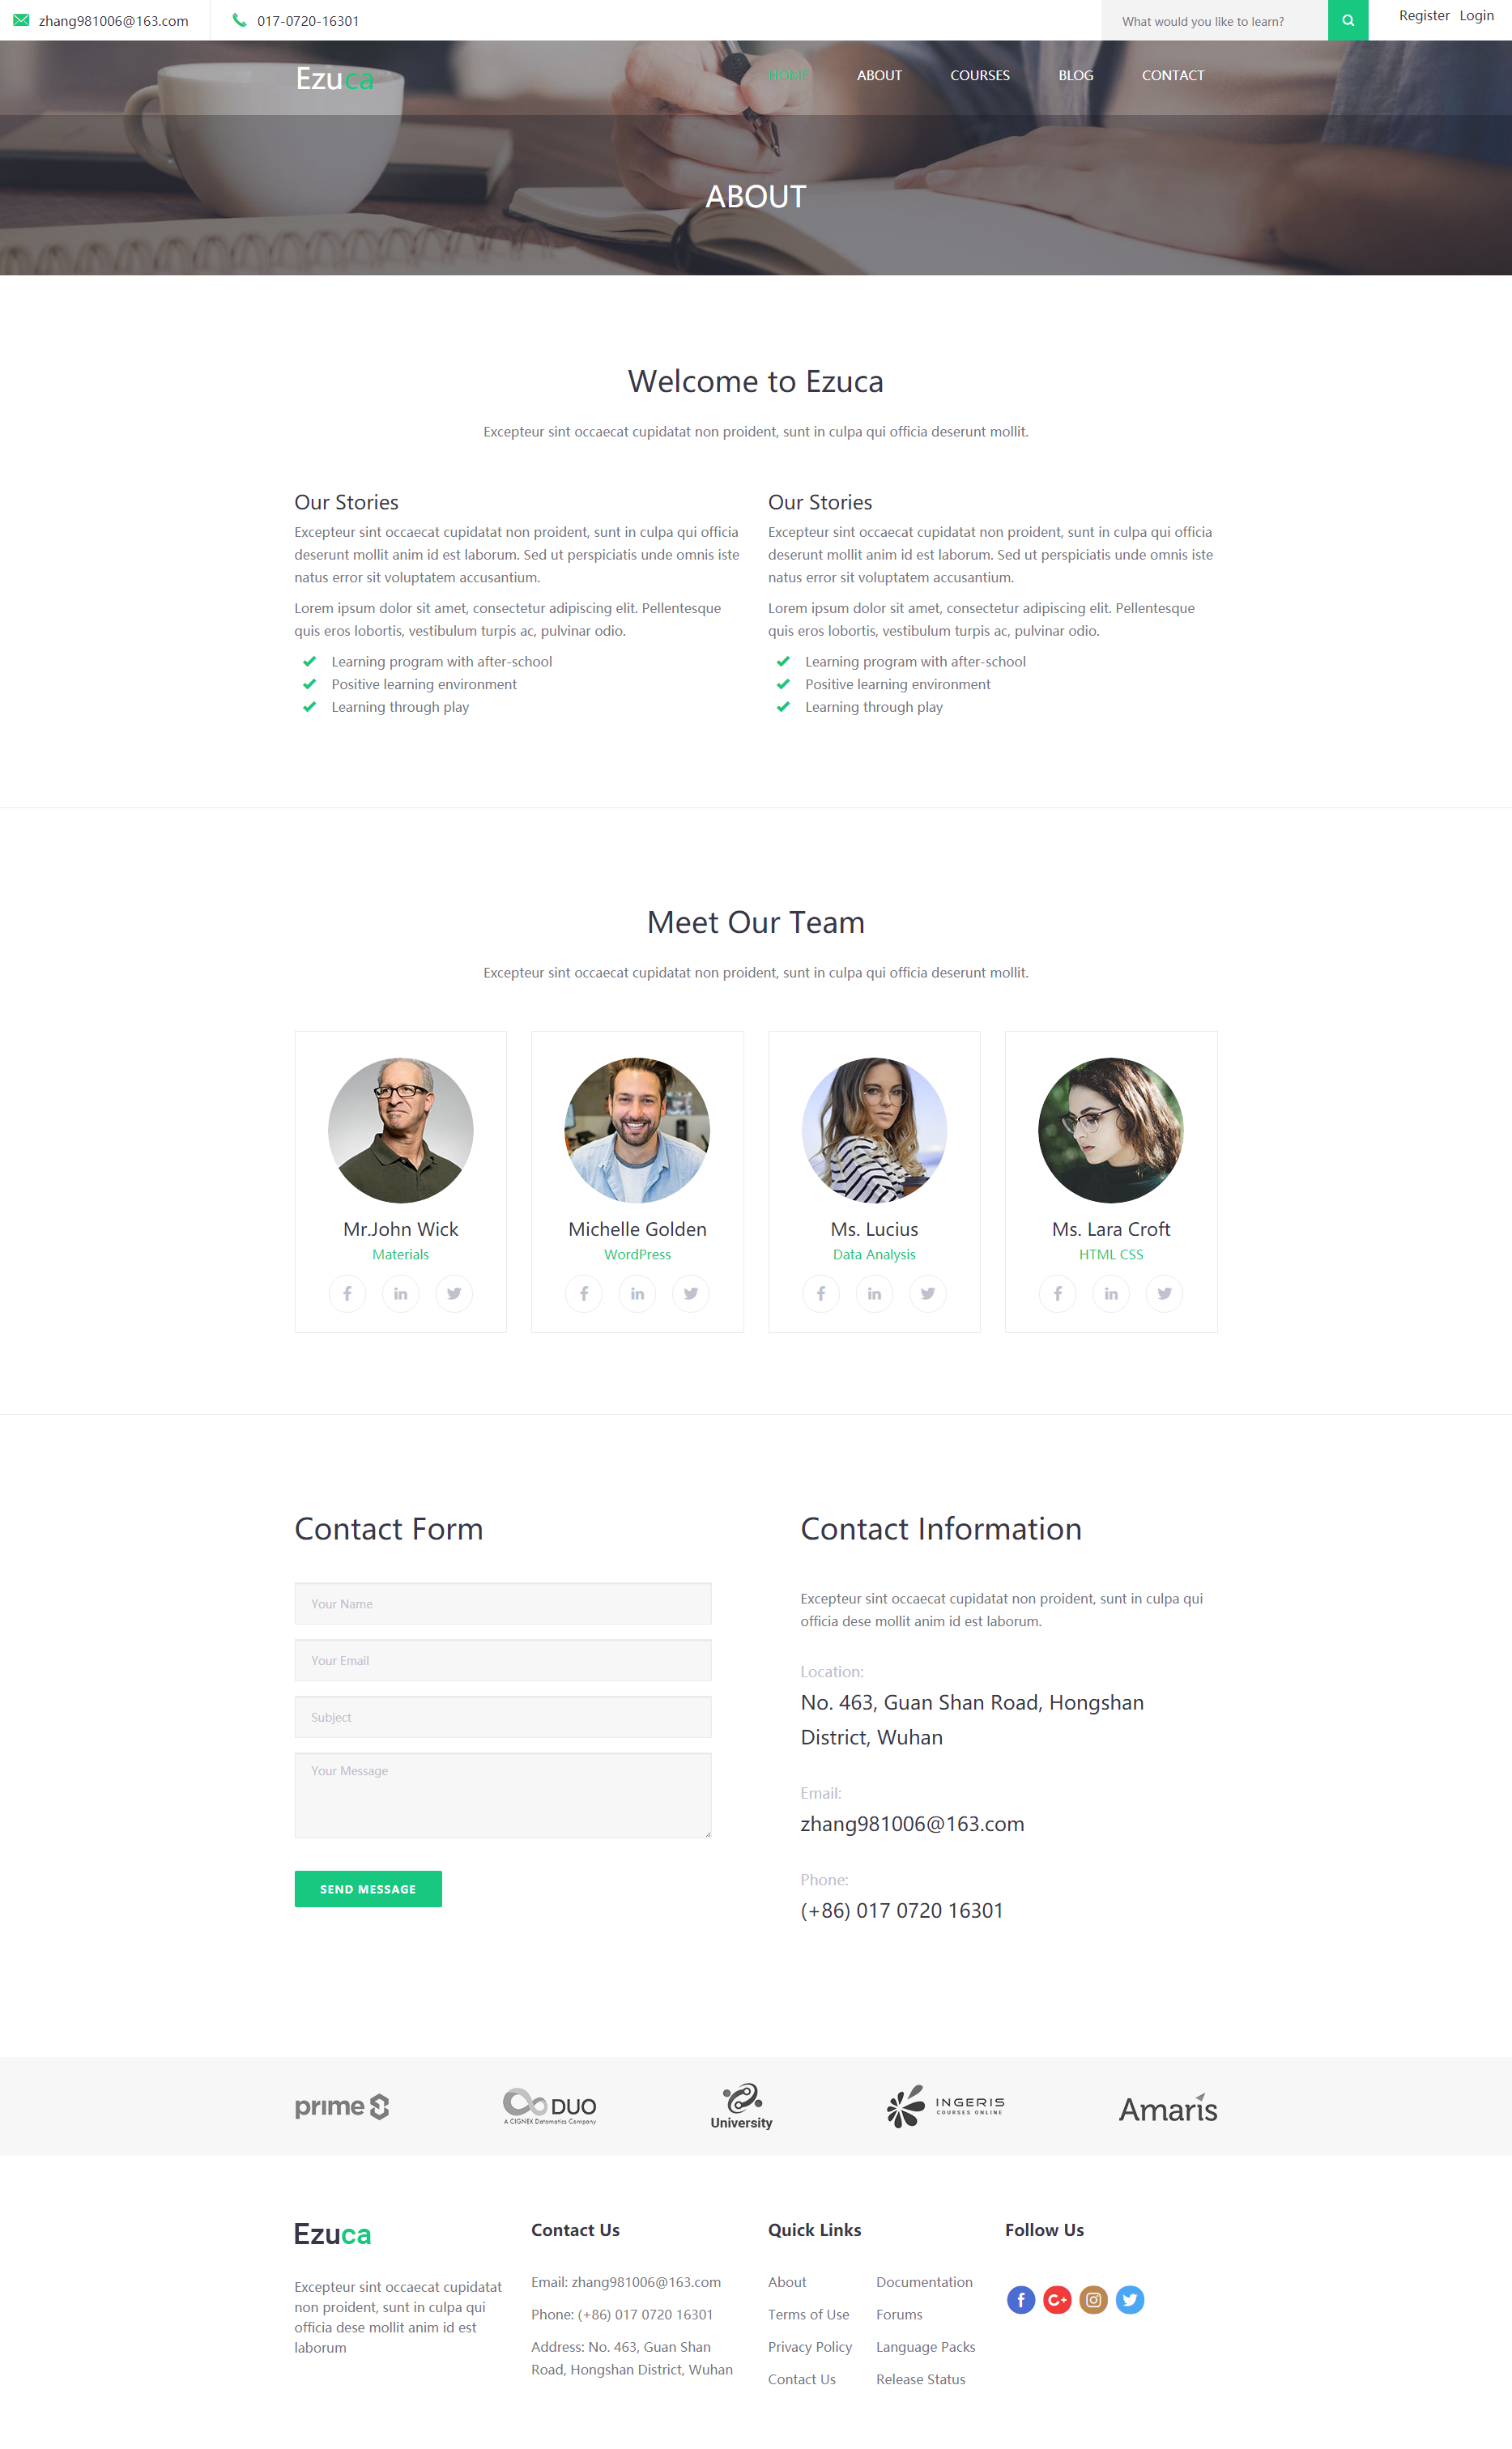 zhang981006@163.com
017-0720-16301
What would you like to learn?
Register Login
Ezuca
HOME
ABOUT
COURSES
BLOG
CONTACT
ABOUT
Welcome to Ezuca
Excepteur sint occaecat cupidatat non proident, sunt in culpa qui officia deserunt mollit.
Our Stories
Excepteur sint occaecat cupidatat non proident, sunt in culpa qui officia
deserunt mollit anim id est laborum. Sed ut perspiciatis unde omnis iste
natus error sit voluptatem accusantium.
Lorem ipsum dolor sit amet, consectetur adipiscing elit. Pellentesque
quis eros lobortis, vestibulum turpis ac, pulvinar odio.
Learning program with after-school
Positive learning environment
Learning through play
Our Stories
Excepteur sint occaecat cupidatat non proident, sunt in culpa qui officia
deserunt mollit anim id est laborum. Sed ut perspiciatis unde omnis iste
natus error sit voluptatem accusantium.
Lorem ipsum dolor sit amet, consectetur adipiscing elit. Pellentesque
quis eros lobortis, vestibulum turpis ac, pulvinar odio.
Learning program with after-school
Positive learning environment
Learning through play
Meet Our Team
Excepteur sint occaecat cupidatat non proident, sunt in culpa qui officia deserunt mollit.
Mr.John Wick
Materials
Michelle Golden
WordPress
Ms. Lucius
Data Analysis
Ms. Lara Croft
HTML CSS
Contact Form
Your Name
Your Email
Subject
Your Message
SEND MESSAGE
Contact Information
Excepteur sint occaecat cupidatat non proident, sunt in culpa qui
officia dese mollit anim id est laborum.
Location:
No. 463, Guan Shan Road, Hongshan
District, Wuhan
Email:
zhang981006@163.com
Phone:
(+86) 017 0720 16301
prime
DUO
A CIGNEX Datamatics Company
University
INGERIS
COURSES ONLINE
Amaris
Ezuca
Excepteur sint occaecat cupidatat
non proident, sunt in culpa qui
officia dese mollit anim id est
laborum
Contact Us
Email: zhang981006@163.com
Phone: (+86) 017 0720 16301
Address: No. 463, Guan Shan
Road, Hongshan District, Wuhan
Quick Links
About
Terms of Use
Privacy Policy
Contact Us
Documentation
Forums
Language Packs
Release Status
Follow Us